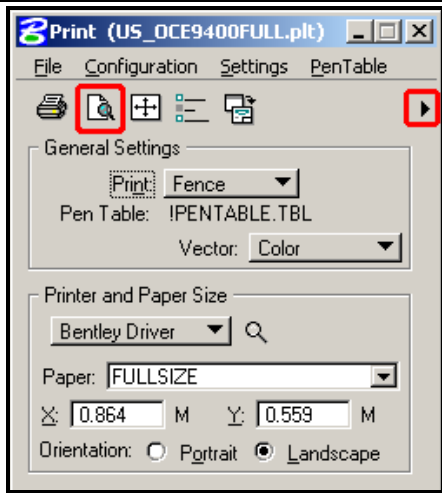 Print (US_OCE9400FULL.plt)
File Configuration Settings PenTable
General Settings
Print: Fence
Pen Table: !PENTABLE.TBL
Vector: Color
Printer and Paper Size
Bentley Driver
Paper: FULLSIZE
X: 0.864 M Y: 0.559 M
Orientation: Portrait Landscape